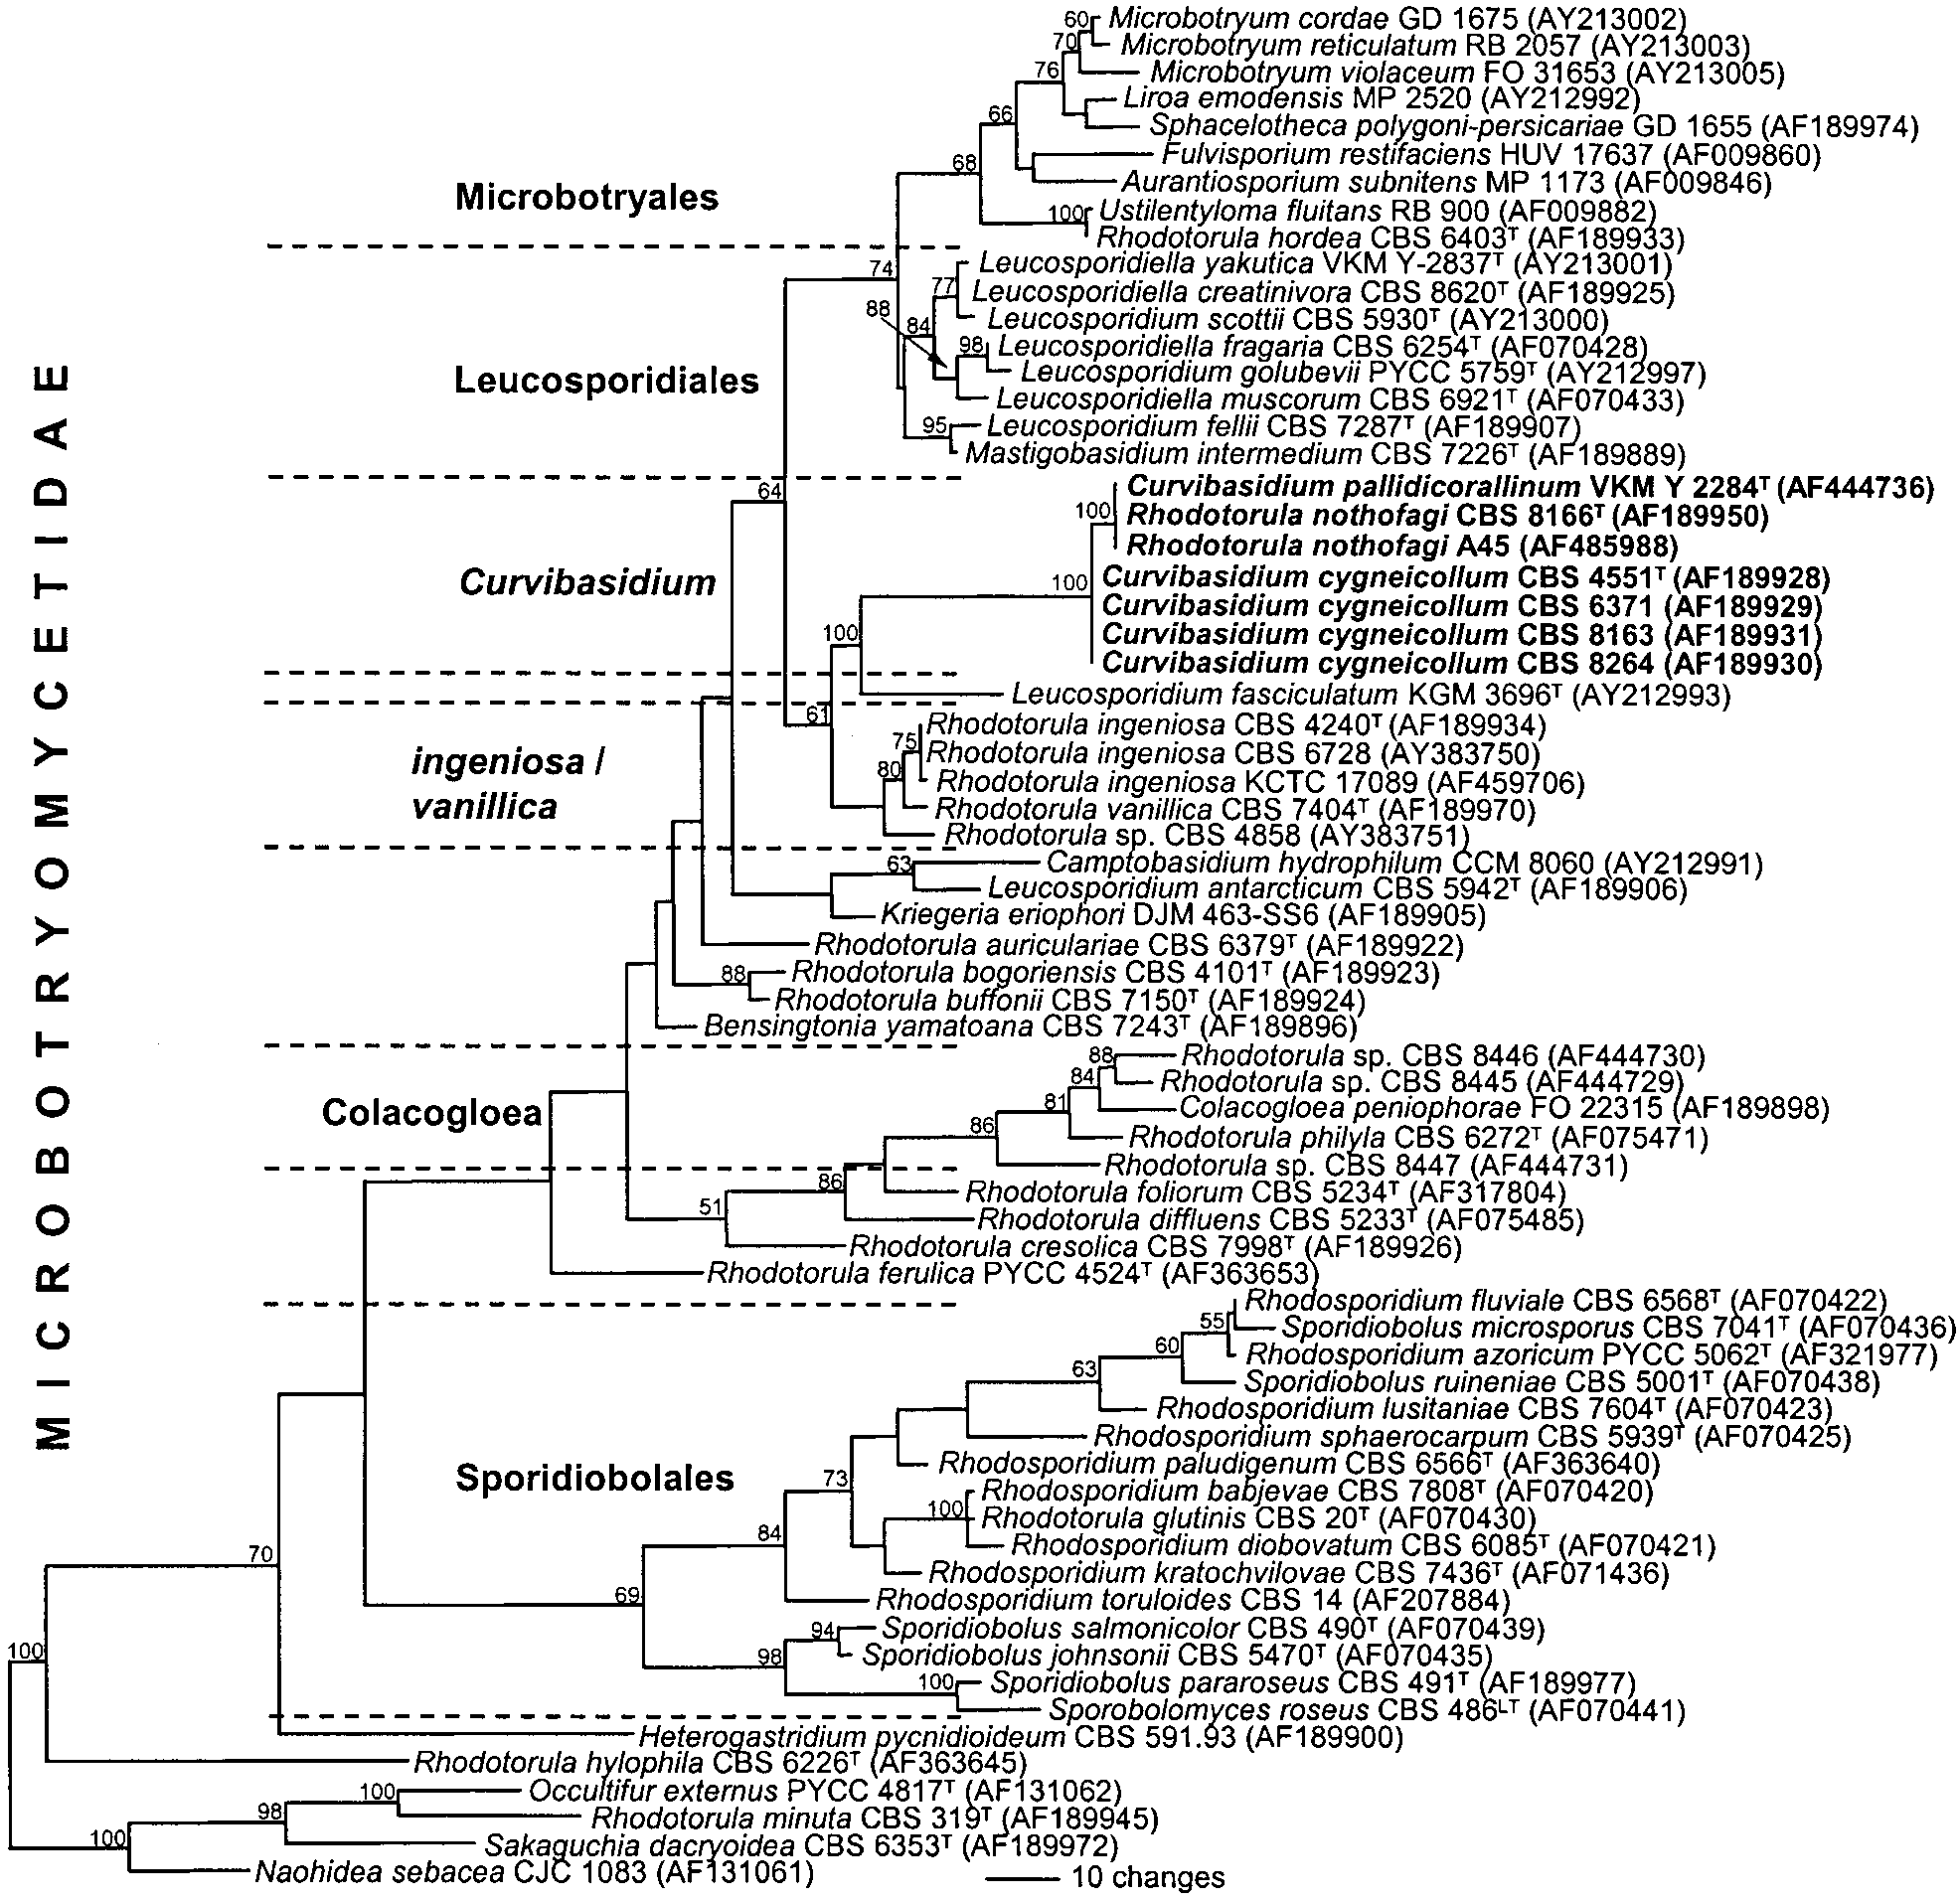 60
Microbotryum cordae GD 1675 (AY213002)
70
Microbotryum reticulatum RB 2057 (AY213003)
76
Microbotryum violaceum FO 31653 (AY213005)
Liroa emodensis MP 2520 (AY212992)
66
Sphacelotheca polygoni-persicariae GD 1655 (AF189974)
68
Fulvisporium restifaciens HUV 17637 (AF009860)
Aurantiosporium subnitens MP 1173 (AF009846)
Microbotryales
100
Ustilentyloma fluitans RB 900 (AF009882)
Rhodotorula hordea CBS 6403T (AF189933)
74
Leucosporidiella yakutica VKM Y-2837T (AY213001)
77
Leucosporidiella creatinivora CBS 8620T (AF189925)
88
84
Leucosporidium scottii CBS 5930T (AY213000)
98
Leucosporidiella fragaria CBS 6254T (AF070428)
Leucosporidiales
Leucosporidium golubevii PYCC 5759T (AY212997)
Leucosporidiella muscorum CBS 6921T (AF070433)
95
Leucosporidium fellii CBS 7287T (AF189907)
Mastigobasidium intermedium CBS 7226T (AF189889)
64
Curvibasidium pallidicorallinum VKM Y 2284T (AF444736)
100
Rhodotorula nothofagi CBS 8166T (AF189950)
Rhodotorula nothofagi A45 (AF485988)
Curvibasidium
100
Curvibasidium cygneicollum CBS 4551T (AF189928)
Curvibasidium cygneicollum CBS 6371 (AF189929)
100
Curvibasidium cygneicollum CBS 8163 (AF189931)
Curvibasidium cygneicollum CBS 8264 (AF189930)
Leucosporidium fasciculatum KGM 3696T (AY212993)
61
Rhodotorula ingeniosa CBS 4240T (AF189934)
75
Rhodotorula ingeniosa CBS 6728 (AY383750)
ingeniosa /
vanillica
80
Rhodotorula ingeniosa KCTC 17089 (AF459706)
Rhodotorula vanillica CBS 7404T (AF189970)
Rhodotorula sp. CBS 4858 (AY383751)
63
Camptobasidium hydrophilum CCM 8060 (AY212991)
Leucosporidium antarcticum CBS 5942T (AF189906)
Kriegeria eriophori DJM 463-SS6 (AF189905)
Rhodotorula auriculariae CBS 6379T (AF189922)
88
Rhodotorula bogoriensis CBS 4101T (AF189923)
Rhodotorula buffonii CBS 7150T (AF189924)
Bensingtonia yamatoana CBS 7243T (AF189896)
88
Rhodotorula sp. CBS 8446 (AF444730)
84
Rhodotorula sp. CBS 8445 (AF444729)
Colacogloea
81
Colacogloea peniophorae FO 22315 (AF189898)
86
Rhodotorula philyla CBS 6272T (AF075471)
Rhodotorula sp. CBS 8447 (AF444731)
86
Rhodotorula foliorum CBS 5234T (AF317804)
51
Rhodotorula diffluens CBS 5233T (AF075485)
Rhodotorula cresolica CBS 7998T (AF189926)
Rhodotorula ferulica PYCC 4524T (AF363653)
Rhodosporidium fluviale CBS 6568T (AF070422)
55
Sporidiobolus microsporus CBS 7041T (AF070436)
60
Rhodosporidium azoricum PYCC 5062T (AF321977)
63
Sporidiobolus ruineniae CBS 5001T (AF070438)
Rhodosporidium lusitaniae CBS 7604T (AF070423)
Rhodosporidium sphaerocarpum CBS 5939T (AF070425)
Sporidiobolales
73
Rhodosporidium paludigenum CBS 6566T (AF363640)
Rhodosporidium babjevae CBS 7808T (AF070420)
100
Rhodotorula glutinis CBS 20T (AF070430)
84
Rhodosporidium diobovatum CBS 6085T (AF070421)
70
Rhodosporidium kratochvilovae CBS 7436T (AF071436)
69
Rhodosporidium toruloides CBS 14 (AF207884)
94
Sporidiobolus salmonicolor CBS 490T (AF070439)
98
Sporidiobolus johnsonii CBS 5470T (AF070435)
100
100
Sporidiobolus pararoseus CBS 491T (AF189977)
Sporobolomyces roseus CBS 486LT (AF070441)
Heterogastridium pycnidioideum CBS 591.93 (AF189900)
Rhodotorula hylophila CBS 6226T (AF363645)
100
Occultifur externus PYCC 4817T (AF131062)
98
Rhodotorula minuta CBS 319T (AF189945)
100
Sakaguchia dacryoidea CBS 6353T (AF189972)
Naohidea sebacea CJC 1083 (AF131061)
10 changes
MICROBOTRYOMYCETIDAE